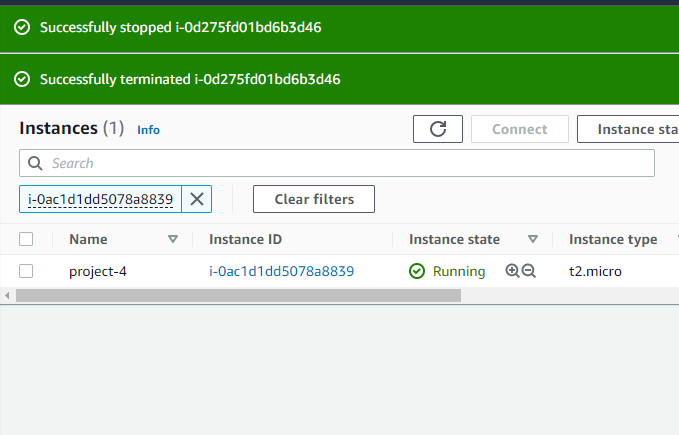 Successfully stopped i-0d275fd01bd6b3d46
Successfully terminated i-0d275fd01bd6b3d46
Instances (1) Info Connect Instance sta
Search
i-0ac1d1dd5078a8839 Clear filters
Name Instance ID Instance state Instance type
project-4 i-0ac1d1dd5078a8839 Running t2.micro